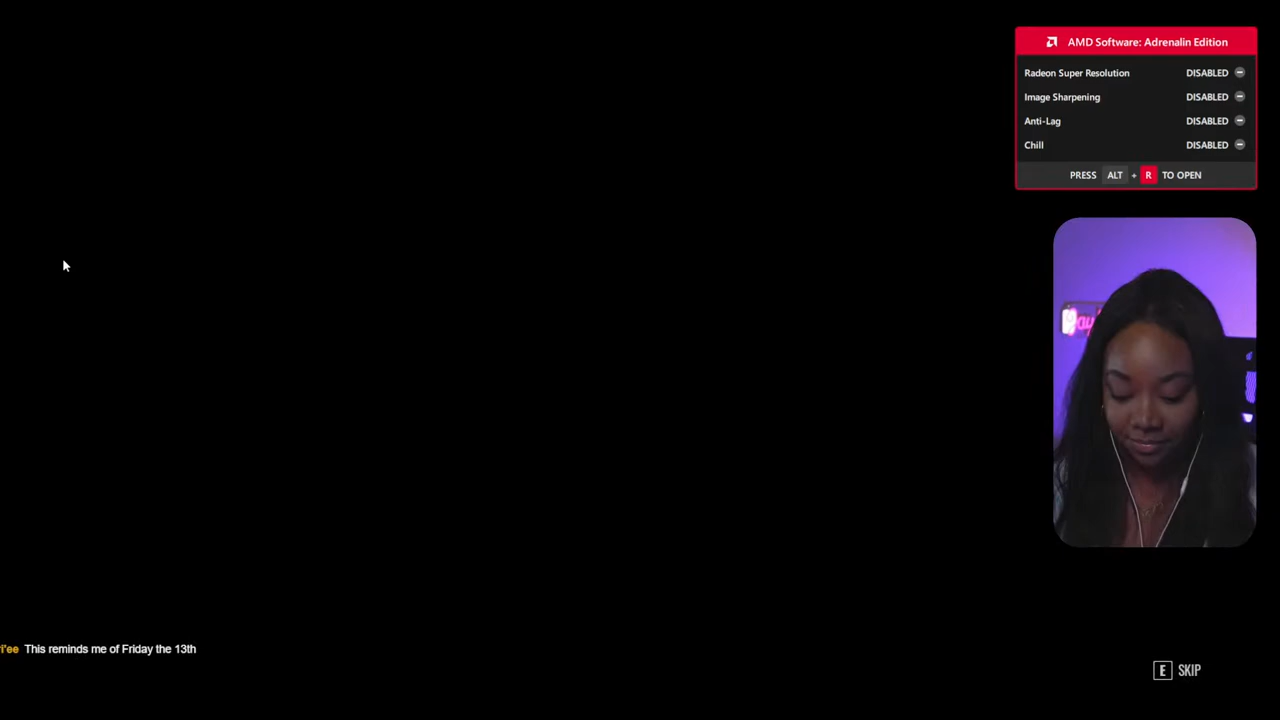 AMD Software: Adrenalin Edition
Radeon Super Resolution DISABLED
Image Sharpening DISABLED
Anti-Lag DISABLED
Chill DISABLED
PRESS ALT + R TO OPEN
This reminds me of Friday the 13th
E SKIP